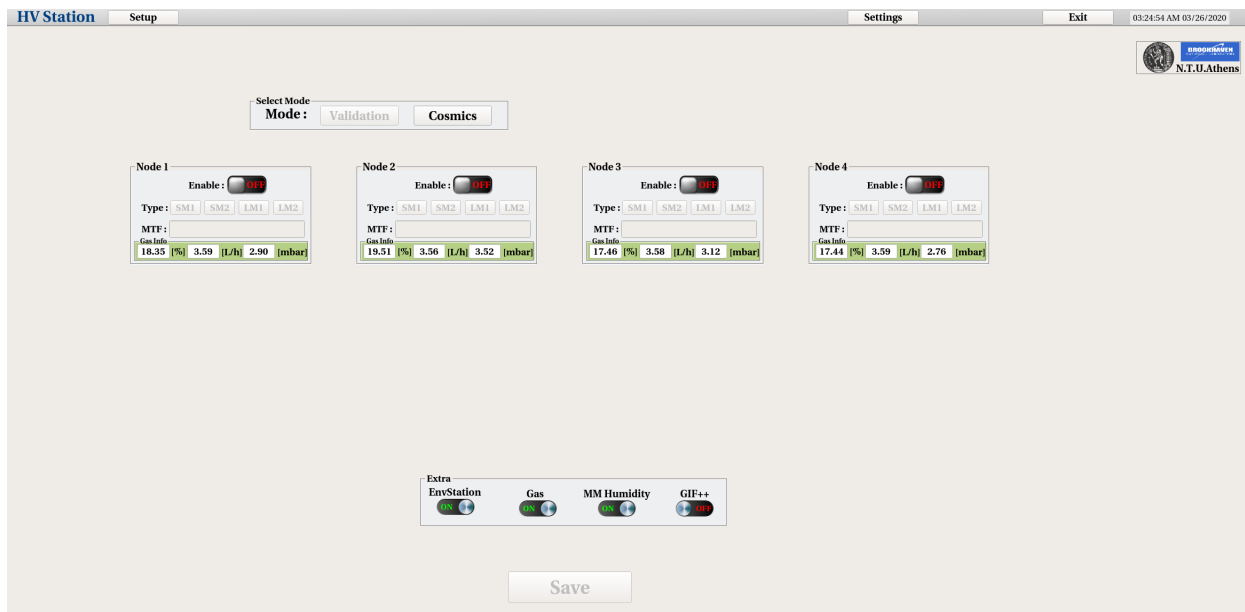 HV Station Setup Settings Exit 03:24:54 AM 03/26/2020
BROOKHAVEN
N.T.U.Athens
Select Mode
Mode : Validation Cosmics
Node 1 Node 2 Node 3 Node 4
Enable : OFF Enable : OFF Enable : OFF Enable : OFF
Type : SM1 SM2 LM1 LM2 Type : SM1 SM2 LM1 LM2 Type : SM1 SM2 LM1 LM2 Type : SM1 SM2 LM1 LM2
MTF : MTF : MTF : MTF :
Gas Info Gas Info Gas Info Gas Info
18.35 [%] 3.59 [L/h] 2.90 [mbar] 19.51 [%] 3.56 [L/h] 3.52 [mbar] 17.46 [%] 3.58 [L/h] 3.12 [mbar] 17.44 [%] 3.59 [L/h] 2.76 [mbar]
Extra
EnvStation Gas MM Humidity GIF++
ON ON ON OFF
Save